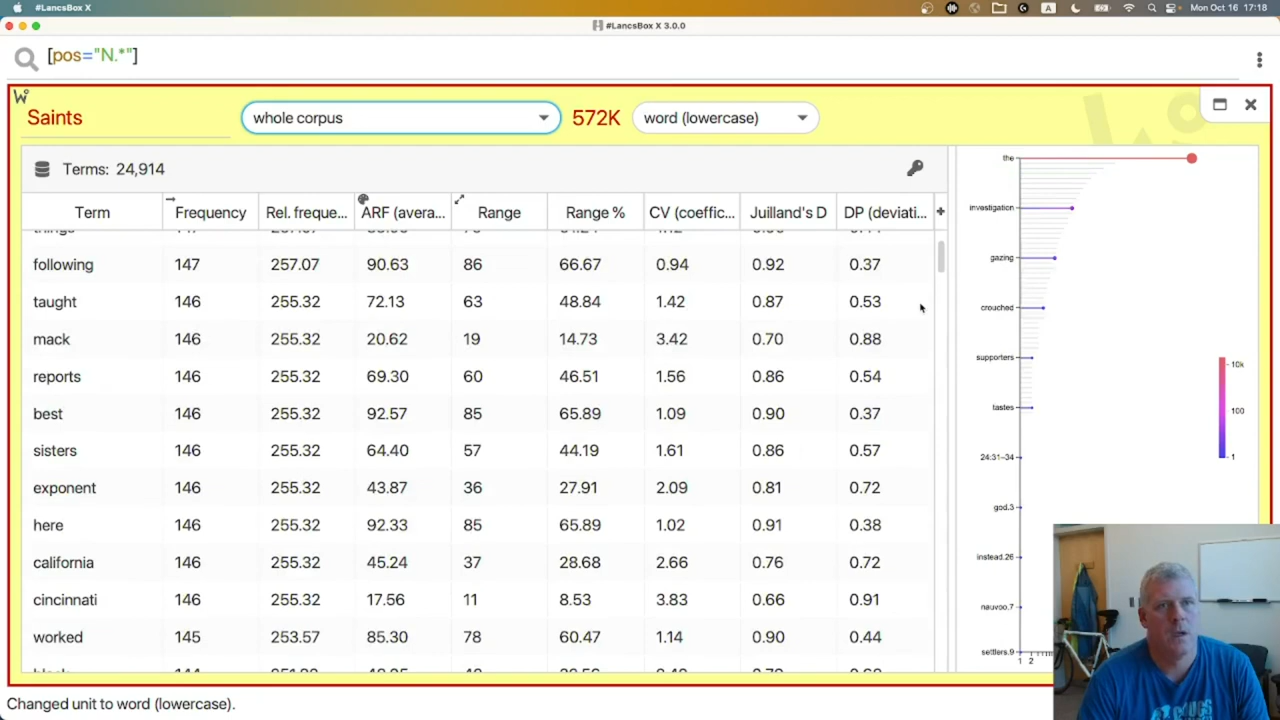 #LancsBox X
A
Mon Oct 16 17:18
#LancsBox X 3.0.0
[pos="N.*"]
Saints
whole corpus
572K
word (lowercase)
Terms: 24,914
Term Frequency Rel. freque... ARF (avera... Range Range % CV (coeffic... Juilland's D DP (deviati... +
following 147 257.07 90.63 86 66.67 0.94 0.92 0.37
taught 146 255.32 72.13 63 48.84 1.42 0.87 0.53
mack 146 255.32 20.62 19 14.73 3.42 0.70 0.88
reports 146 255.32 69.30 60 46.51 1.56 0.86 0.54
best 146 255.32 92.57 85 65.89 1.09 0.90 0.37
sisters 146 255.32 64.40 57 44.19 1.61 0.86 0.57
exponent 146 255.32 43.87 36 27.91 2.09 0.81 0.72
here 146 255.32 92.33 85 65.89 1.02 0.91 0.38
california 146 255.32 45.24 37 28.68 2.66 0.76 0.72
cincinnati 146 255.32 17.56 11 8.53 3.83 0.66 0.91
worked 145 253.57 85.30 78 60.47 1.14 0.90 0.44
the
investigation
gazing
crouched
supporters
tastes
24:31–34
god.3
instead.26
nauvoo.7
settlers.9
1 2
10k
100
1
Changed unit to word (lowercase).